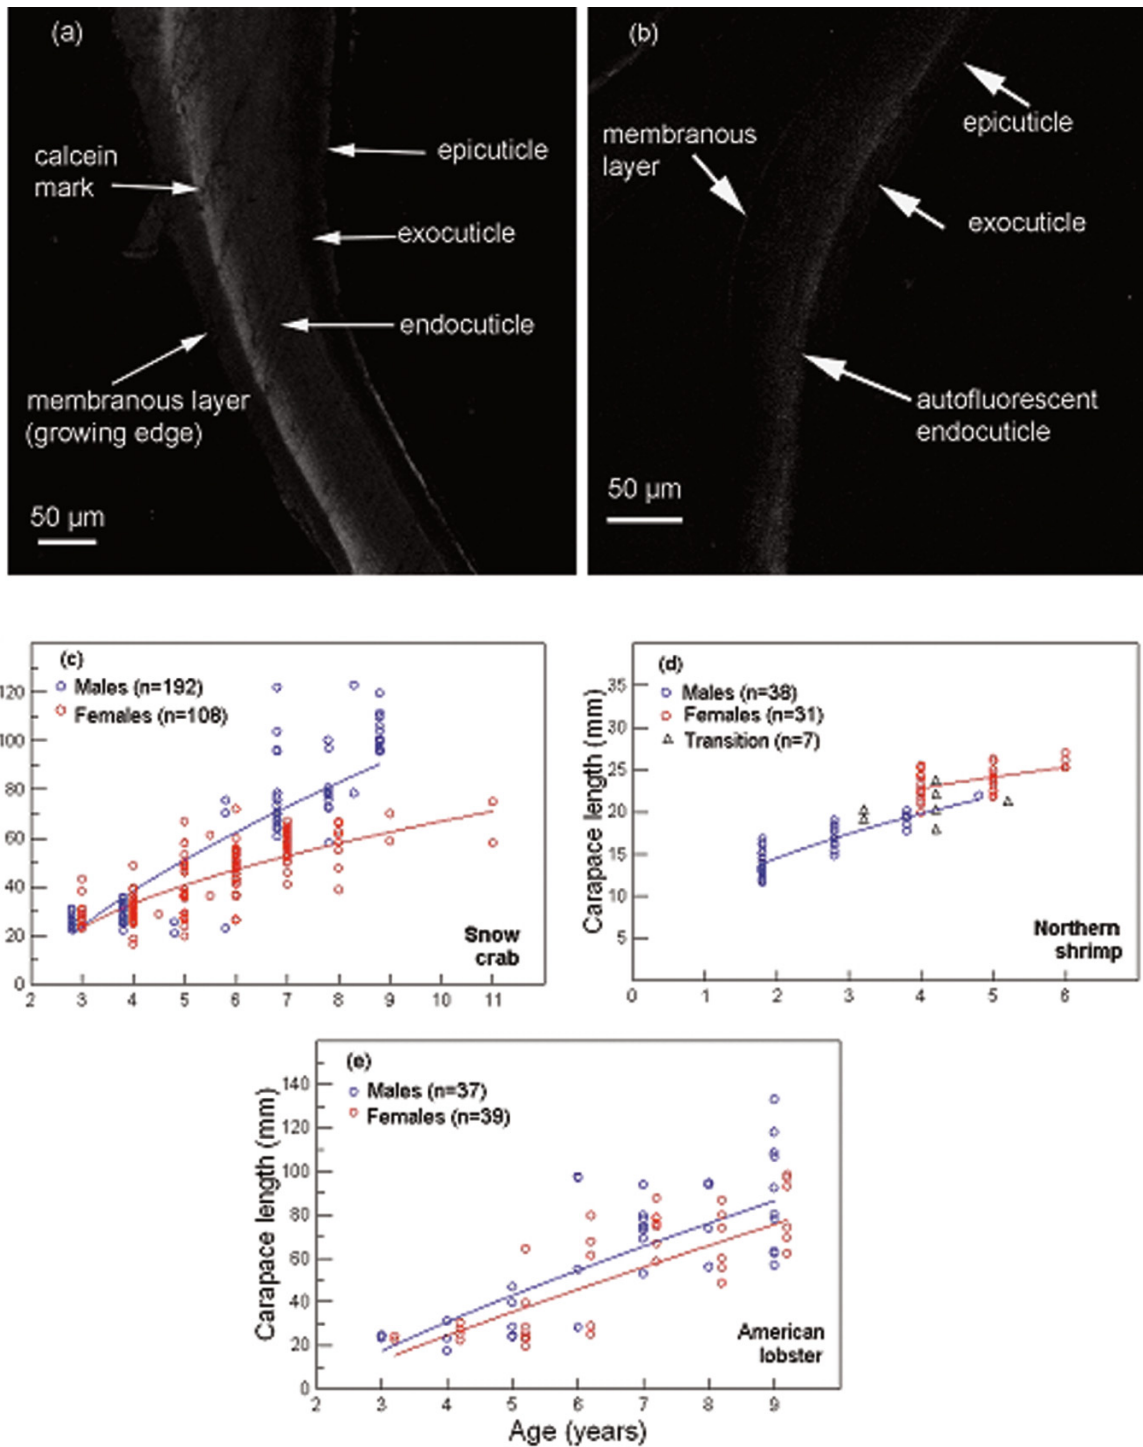 (a)
calcein
mark
epicuticle
exocuticle
endocuticle
membranous layer
(growing edge)
50 µm
(b)
membranous
layer
epicuticle
exocuticle
autofluorescent
endocuticle
50 µm
(c)
Males (n=192)
Females (n=108)
120
100
80
60
40
20
0
2 3 4 5 6 7 8 9 10 11
Snow
crab
(d)
Males (n=38)
Females (n=31)
Transition (n=7)
Carapace length (mm)
35
30
25
20
15
10
5
0 1 2 3 4 5 6
Northern
shrimp
(e)
Males (n=37)
Females (n=39)
Carapace length (mm)
140
120
100
80
60
40
20
0
2 3 4 5 6 7 8 9
American
lobster
Age (years)